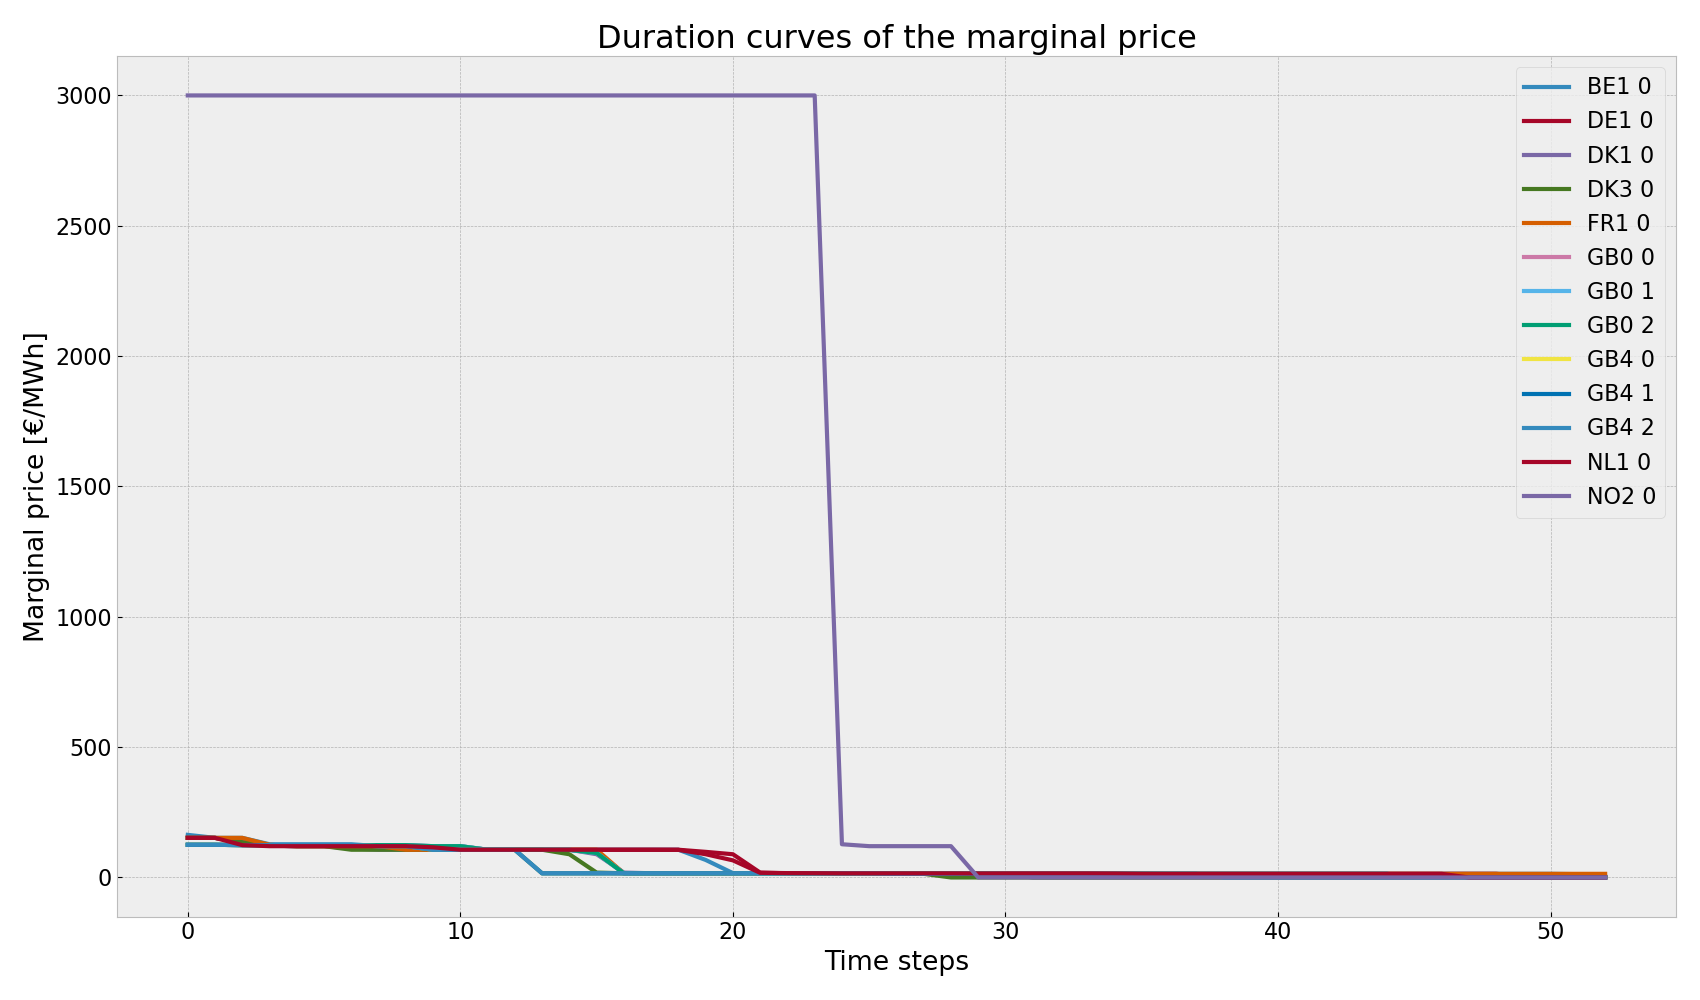 Duration curves of the marginal price
Marginal price [€/MWh]
3000
2500
2000
1500
1000
500
0
0
10
20
30
40
50
Time steps
BE1 0
DE1 0
DK1 0
DK3 0
FR1 0
GB0 0
GB0 1
GB0 2
GB4 0
GB4 1
GB4 2
NL1 0
NO2 0